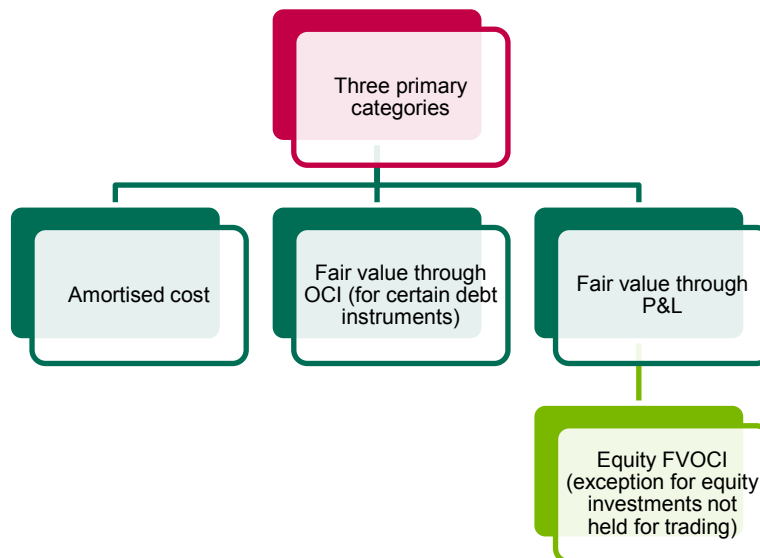 Three primary
categories
Amortised cost
Fair value through
OCI (for certain debt
instruments)
Fair value through
P&L
Equity FVOCI
(exception for equity
investments not
held for trading)